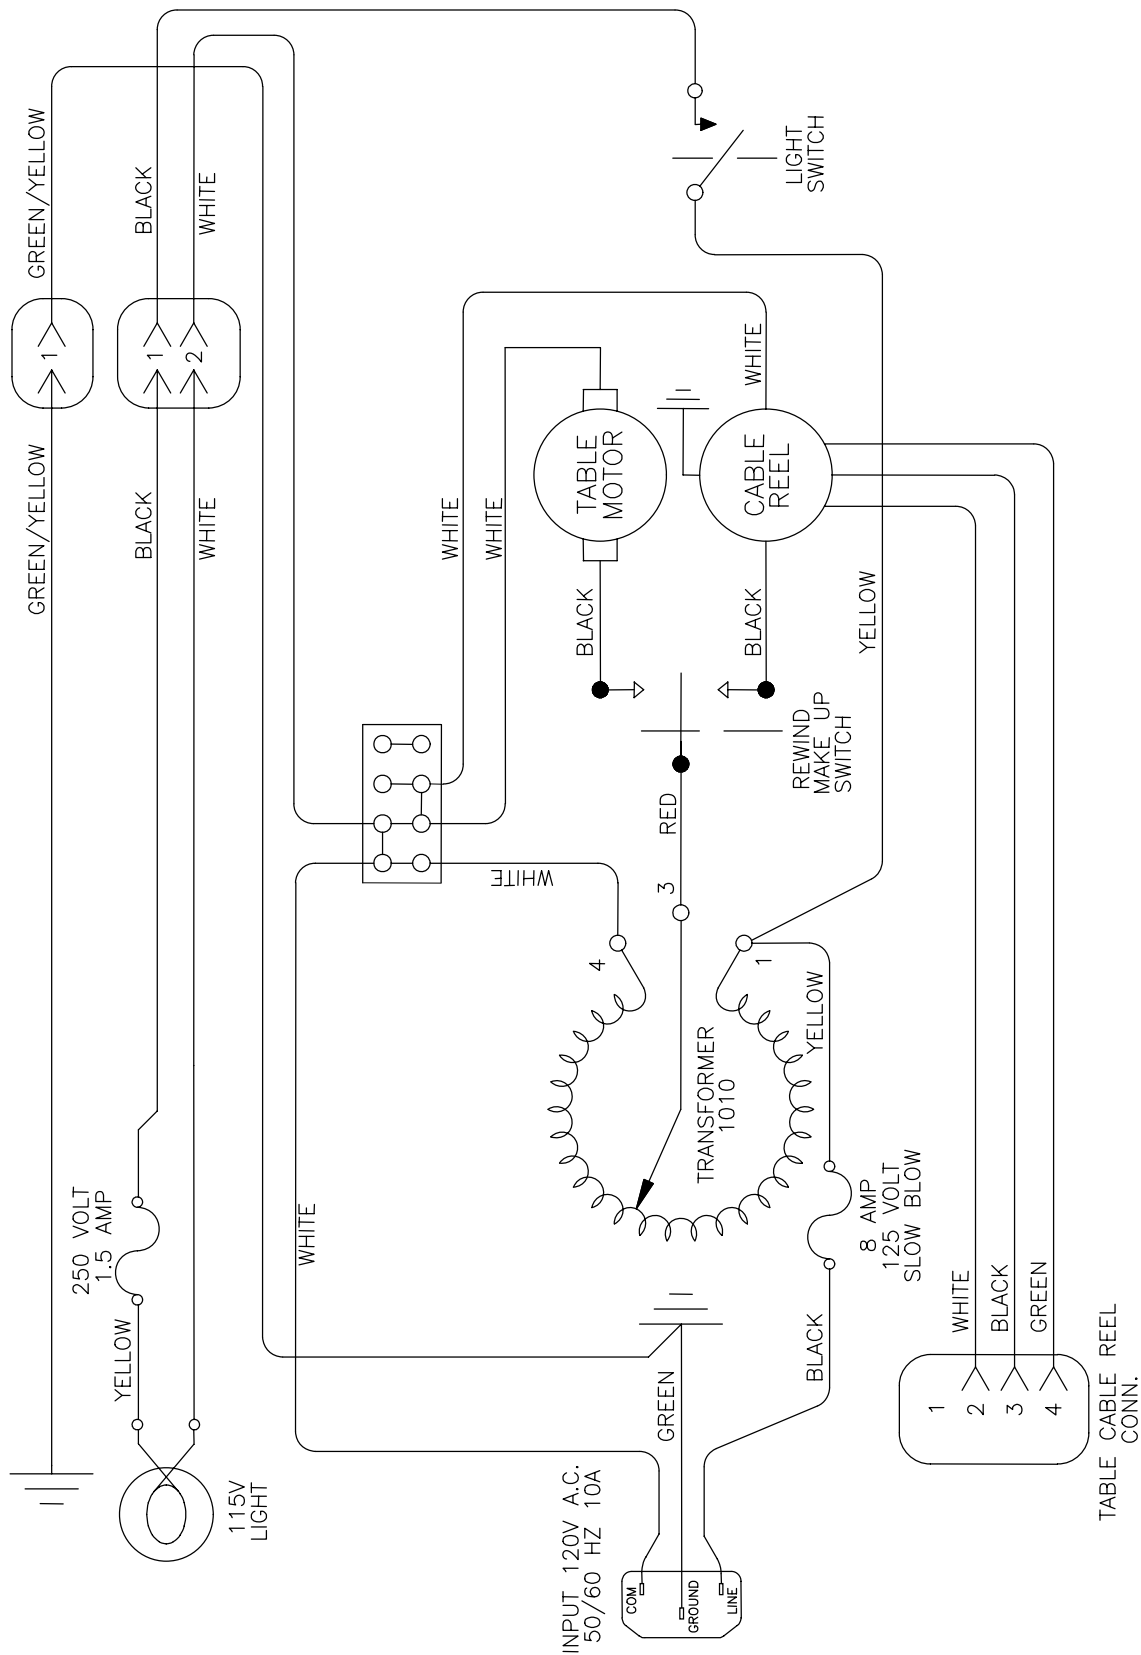 GREEN/YELLOW
1
GREEN/YELLOW
BLACK
1
BLACK
WHITE
2
WHITE
250 VOLT
1.5 AMP
YELLOW
115V
LIGHT
WHITE
WHITE
WHITE
WHITE
LIGHT
SWITCH
TABLE
MOTOR
CABLE
REEL
WHITE
BLACK
BLACK
YELLOW
REWIND
MAKE UP
SWITCH
RED
3
4
1
TRANSFORMER
1010
YELLOW
8 AMP
125 VOLT
SLOW BLOW
BLACK
GREEN
INPUT 120V A.C.
50/60 HZ 10A
COM
GROUND
LINE
WHITE
BLACK
GREEN
1
2
3
4
TABLE CABLE REEL
CONN.